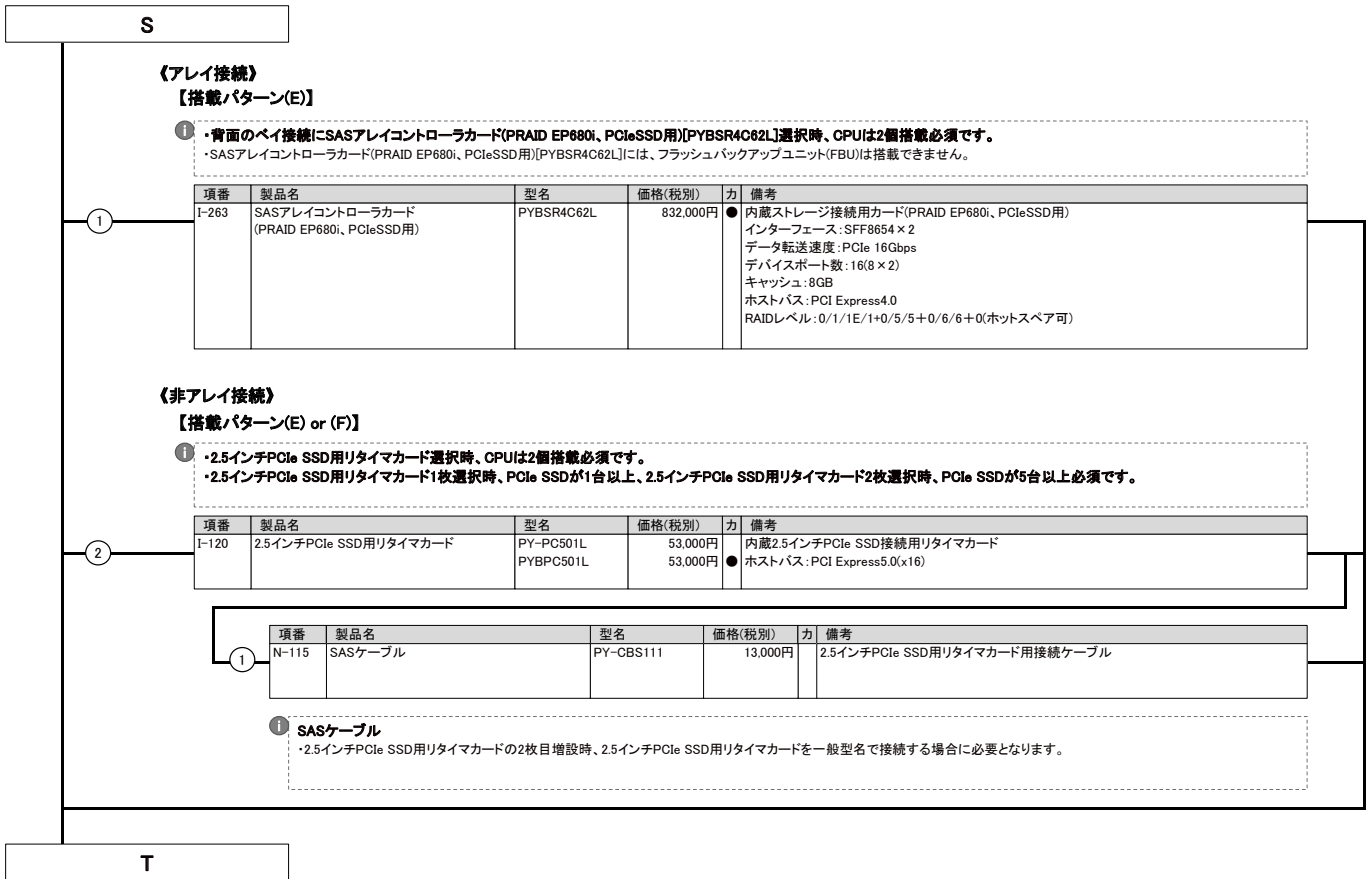 S
《アレイ接続》
【搭載パターン(E)】
・背面のベイ接続にSASアレイコントローラカード(PRAID EP680i、PCIeSSD用)[PYBSR4C62L]選択時、CPUは2個搭載必須です。
・SASアレイコントローラカード(PRAID EP680i、PCIeSSD用)[PYBSR4C62L]には、フラッシュバックアップユニット(FBU)は搭載できません。
項番 製品名 型名 価格(税別) カ 備考
1 I-263 SASアレイコントローラカード PYBSR4C62L 832,000円 ● 内蔵ストレージ接続用カード(PRAID EP680i、PCIeSSD用)
(PRAID EP680i、PCIeSSD用) インターフェース:SFF8654×2
データ転送速度:PCIe 16Gbps
デバイスポート数:16(8×2)
キャッシュ:8GB
ホストバス:PCI Express4.0
RAIDレベル:0/1/1E/1+0/5/5+0/6/6+0(ホットスペア可)
《非アレイ接続》
【搭載パターン(E) or (F)】
・2.5インチPCIe SSD用リタイマカード選択時、CPUは2個搭載必須です。
・2.5インチPCIe SSD用リタイマカード1枚選択時、PCIe SSDが1台以上、2.5インチPCIe SSD用リタイマカード2枚選択時、PCIe SSDが5台以上必須です。
項番 製品名 型名 価格(税別) カ 備考
2 I-120 2.5インチPCIe SSD用リタイマカード PY-PC501L 53,000円 内蔵2.5インチPCIe SSD接続用リタイマカード
PYBPC501L 53,000円 ● ホストバス:PCI Express5.0(x16)
項番 製品名 型名 価格(税別) カ 備考
1 N-115 SASケーブル PY-CBS111 13,000円 2.5インチPCIe SSD用リタイマカード用接続ケーブル
SASケーブル
・2.5インチPCIe SSD用リタイマカードの2枚目増設時、2.5インチPCIe SSD用リタイマカードを一般型名で接続する場合に必要となります。
T